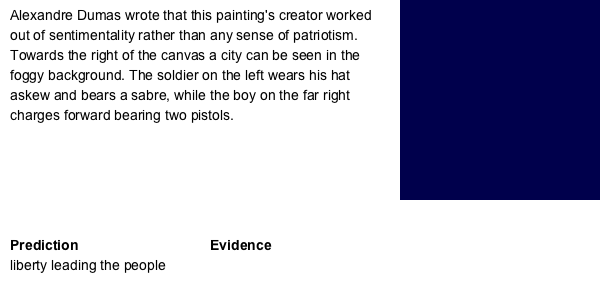 Alexandre Dumas wrote that this painting's creator worked
out of sentimentality rather than any sense of patriotism.
Towards the right of the canvas a city can be seen in the
foggy background. The soldier on the left wears his hat
askew and bears a sabre, while the boy on the far right
charges forward bearing two pistols.
Prediction Evidence
liberty leading the people